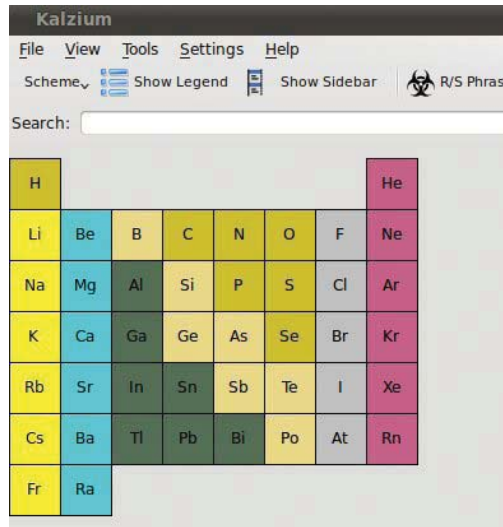 Kalzium
File View Tools Settings Help
Scheme Show Legend Show Sidebar R/S Phras
Search:
H He
Li Be B C N O F Ne
Na Mg Al Si P S Cl Ar
K Ca Ga Ge As Se Br Kr
Rb Sr In Sn Sb Te I Xe
Cs Ba Tl Pb Bi Po At Rn
Fr Ra